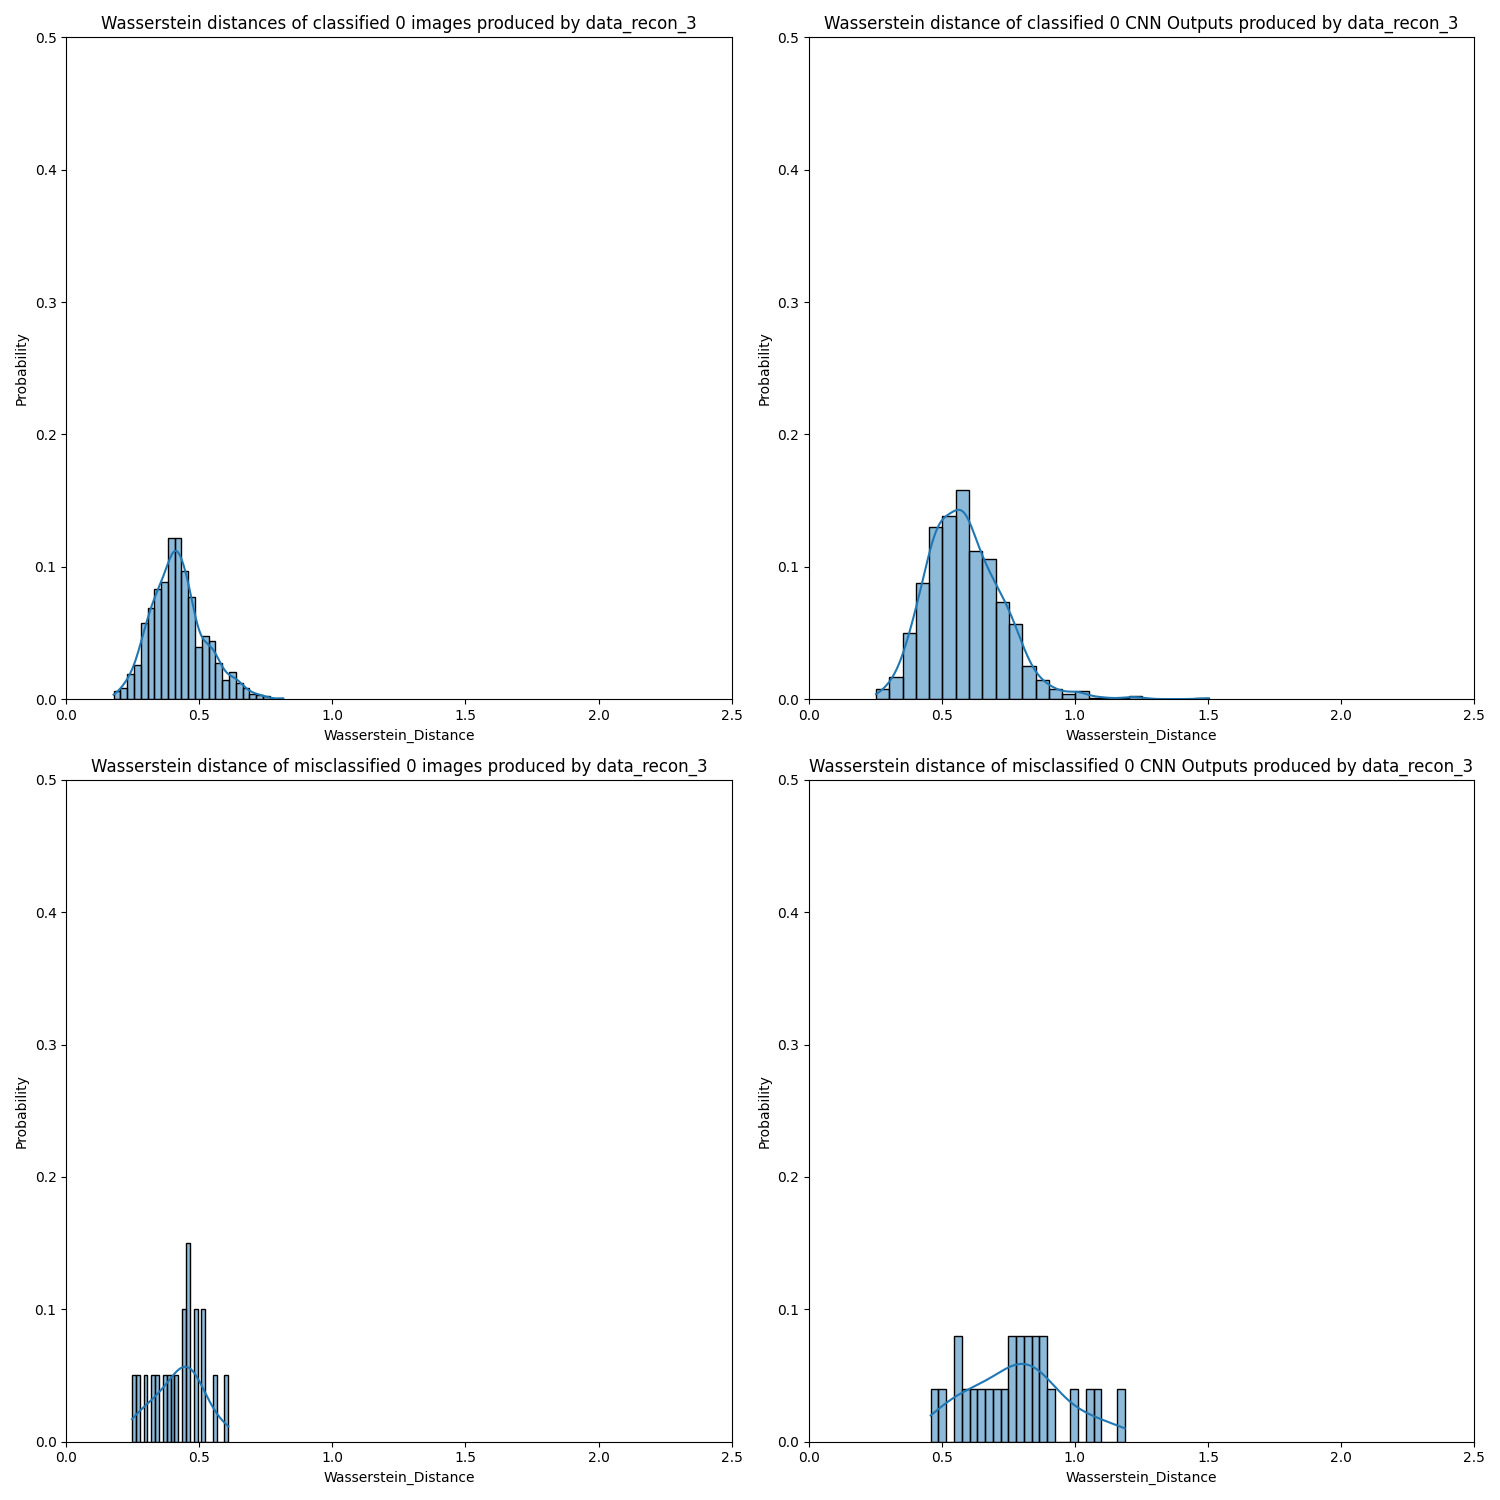 Wasserstein distances of classified 0 images produced by data_recon_3
0.5
0.4
0.3
0.2
0.1
0.0
Probability
0.0 0.5 1.0 1.5 2.0 2.5
Wasserstein_Distance
Wasserstein distance of classified 0 CNN Outputs produced by data_recon_3
0.5
0.4
0.3
0.2
0.1
0.0
Probability
0.0 0.5 1.0 1.5 2.0 2.5
Wasserstein_Distance
Wasserstein distance of misclassified 0 images produced by data_recon_3
0.5
0.4
0.3
0.2
0.1
0.0
Probability
0.0 0.5 1.0 1.5 2.0 2.5
Wasserstein_Distance
Wasserstein distance of misclassified 0 CNN Outputs produced by data_recon_3
0.5
0.4
0.3
0.2
0.1
0.0
Probability
0.0 0.5 1.0 1.5 2.0 2.5
Wasserstein_Distance